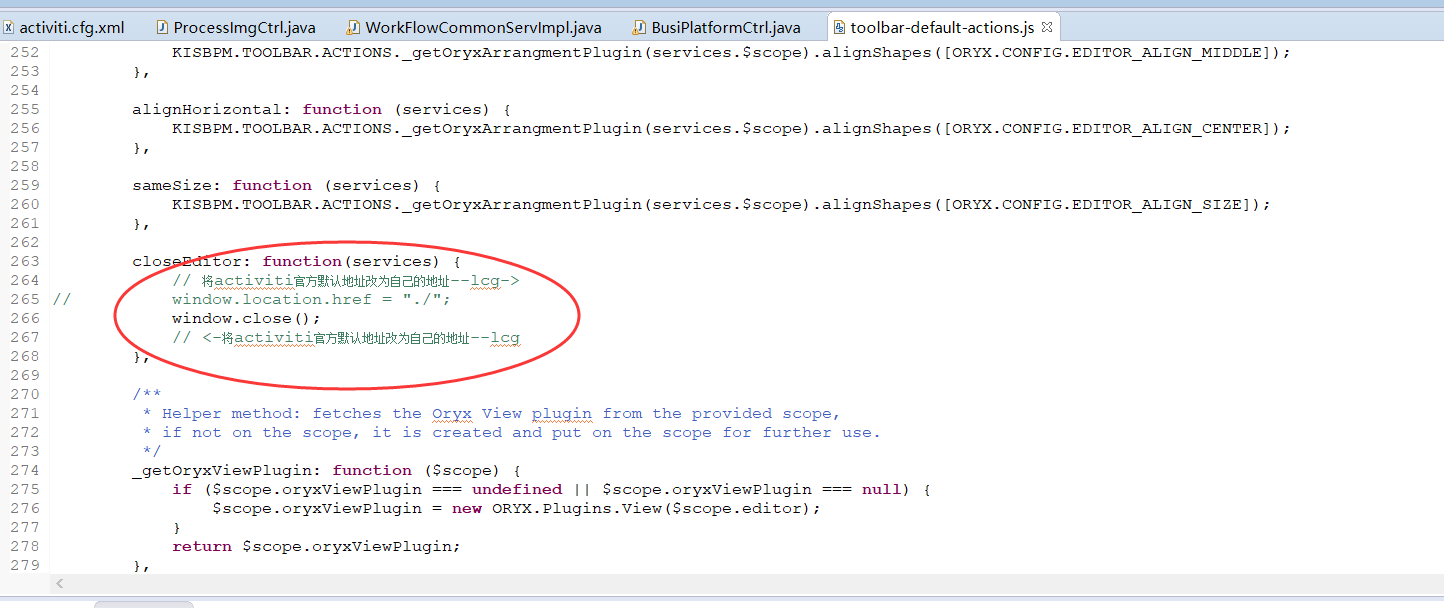 activiti.cfg.xml ProcessImgCtrl.java WorkFlowCommonServImpl.java BusiPlatformCtrl.java toolbar-default-actions.js
252 KISBPM.TOOLBAR.ACTIONS._getOryxArrangmentPlugin(services.$scope).alignShapes([ORYX.CONFIG.EDITOR_ALIGN_MIDDLE]);
253 },
254
255 alignHorizontal: function (services) {
256 KISBPM.TOOLBAR.ACTIONS._getOryxArrangmentPlugin(services.$scope).alignShapes([ORYX.CONFIG.EDITOR_ALIGN_CENTER]);
257 },
258
259 sameSize: function (services) {
260 KISBPM.TOOLBAR.ACTIONS._getOryxArrangmentPlugin(services.$scope).alignShapes([ORYX.CONFIG.EDITOR_ALIGN_SIZE]);
261 },
262
263 closeEditor: function(services) {
264 // 将activiti官方默认地址改为自己的地址--lcg->
265 // window.location.href = "./";
266 window.close();
267 // <-将activiti官方默认地址改为自己的地址--lcg
268 },
269
270 /**
271 * Helper method: fetches the Oryx View plugin from the provided scope,
272 * if not on the scope, it is created and put on the scope for further use.
273 */
274 _getOryxViewPlugin: function ($scope) {
275 if ($scope.oryxViewPlugin === undefined || $scope.oryxViewPlugin === null) {
276 $scope.oryxViewPlugin = new ORYX.Plugins.View($scope.editor);
277 }
278 return $scope.oryxViewPlugin;
279 },